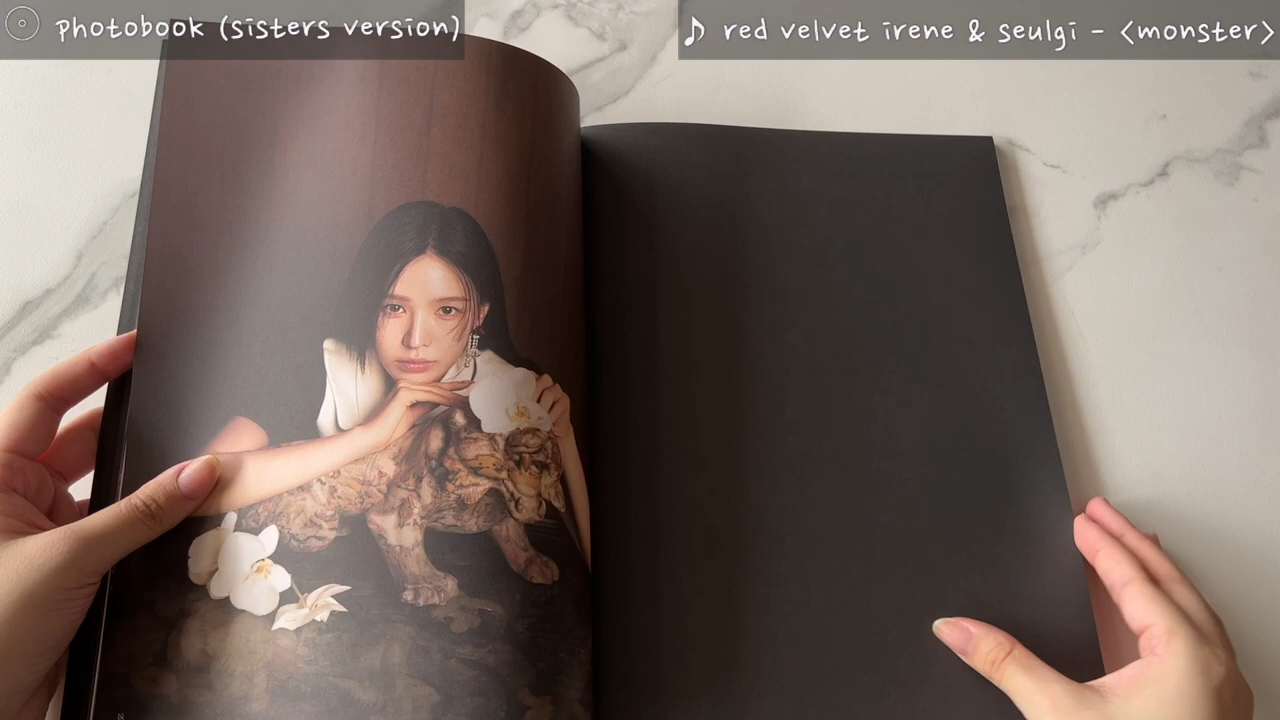 photobook (sisters version)
♪ red velvet irene & seulgi - <monster>